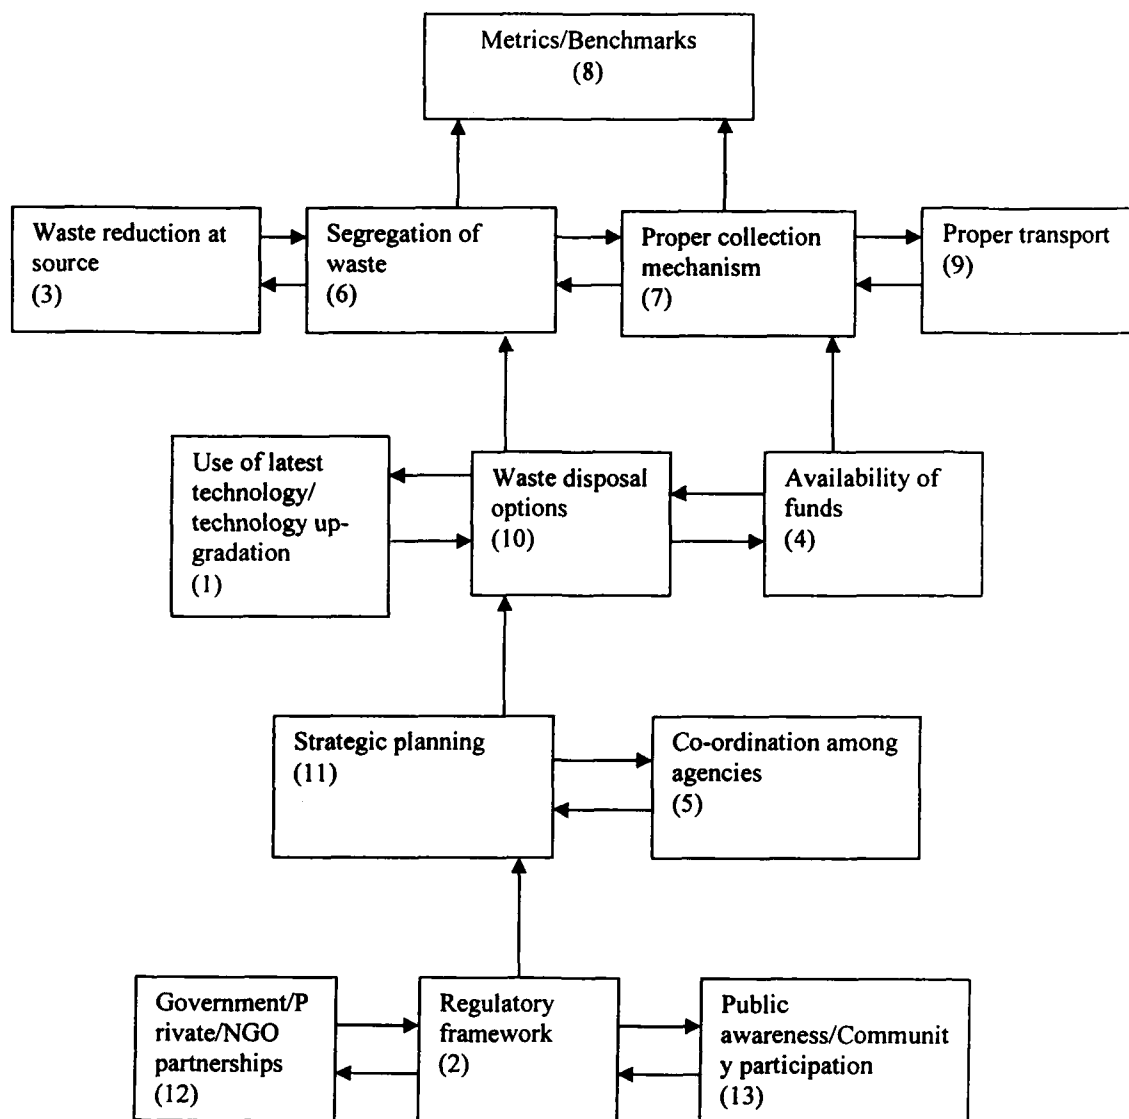 Metrics/Benchmarks
(8)
Waste reduction at
source
(3)
Segregation of
waste
(6)
Proper collection
mechanism
(7)
Proper transport
(9)
Use of latest
technology/
technology up-
gradation
(1)
Waste disposal
options
(10)
Availability of
funds
(4)
Strategic planning
(11)
Co-ordination among
agencies
(5)
Government/P
rivate/NGO
partnerships
(12)
Regulatory
framework
(2)
Public
awareness/Communit
y participation
(13)